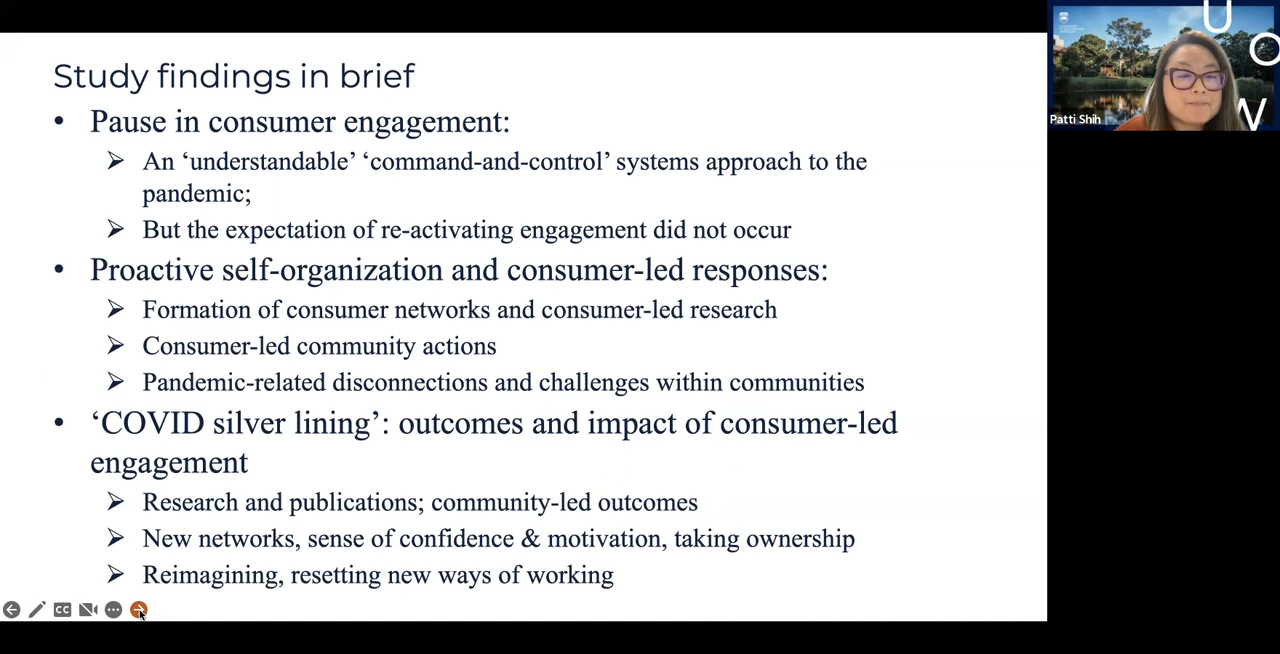 Study findings in brief
• Pause in consumer engagement:
➢ An ‘understandable’ ‘command-and-control’ systems approach to the
pandemic;
➢ But the expectation of re-activating engagement did not occur
• Proactive self-organization and consumer-led responses:
➢ Formation of consumer networks and consumer-led research
➢ Consumer-led community actions
➢ Pandemic-related disconnections and challenges within communities
• ‘COVID silver lining’: outcomes and impact of consumer-led
engagement
➢ Research and publications; community-led outcomes
➢ New networks, sense of confidence & motivation, taking ownership
➢ Reimagining, resetting new ways of working
CC
U
O
W
Patti Shih